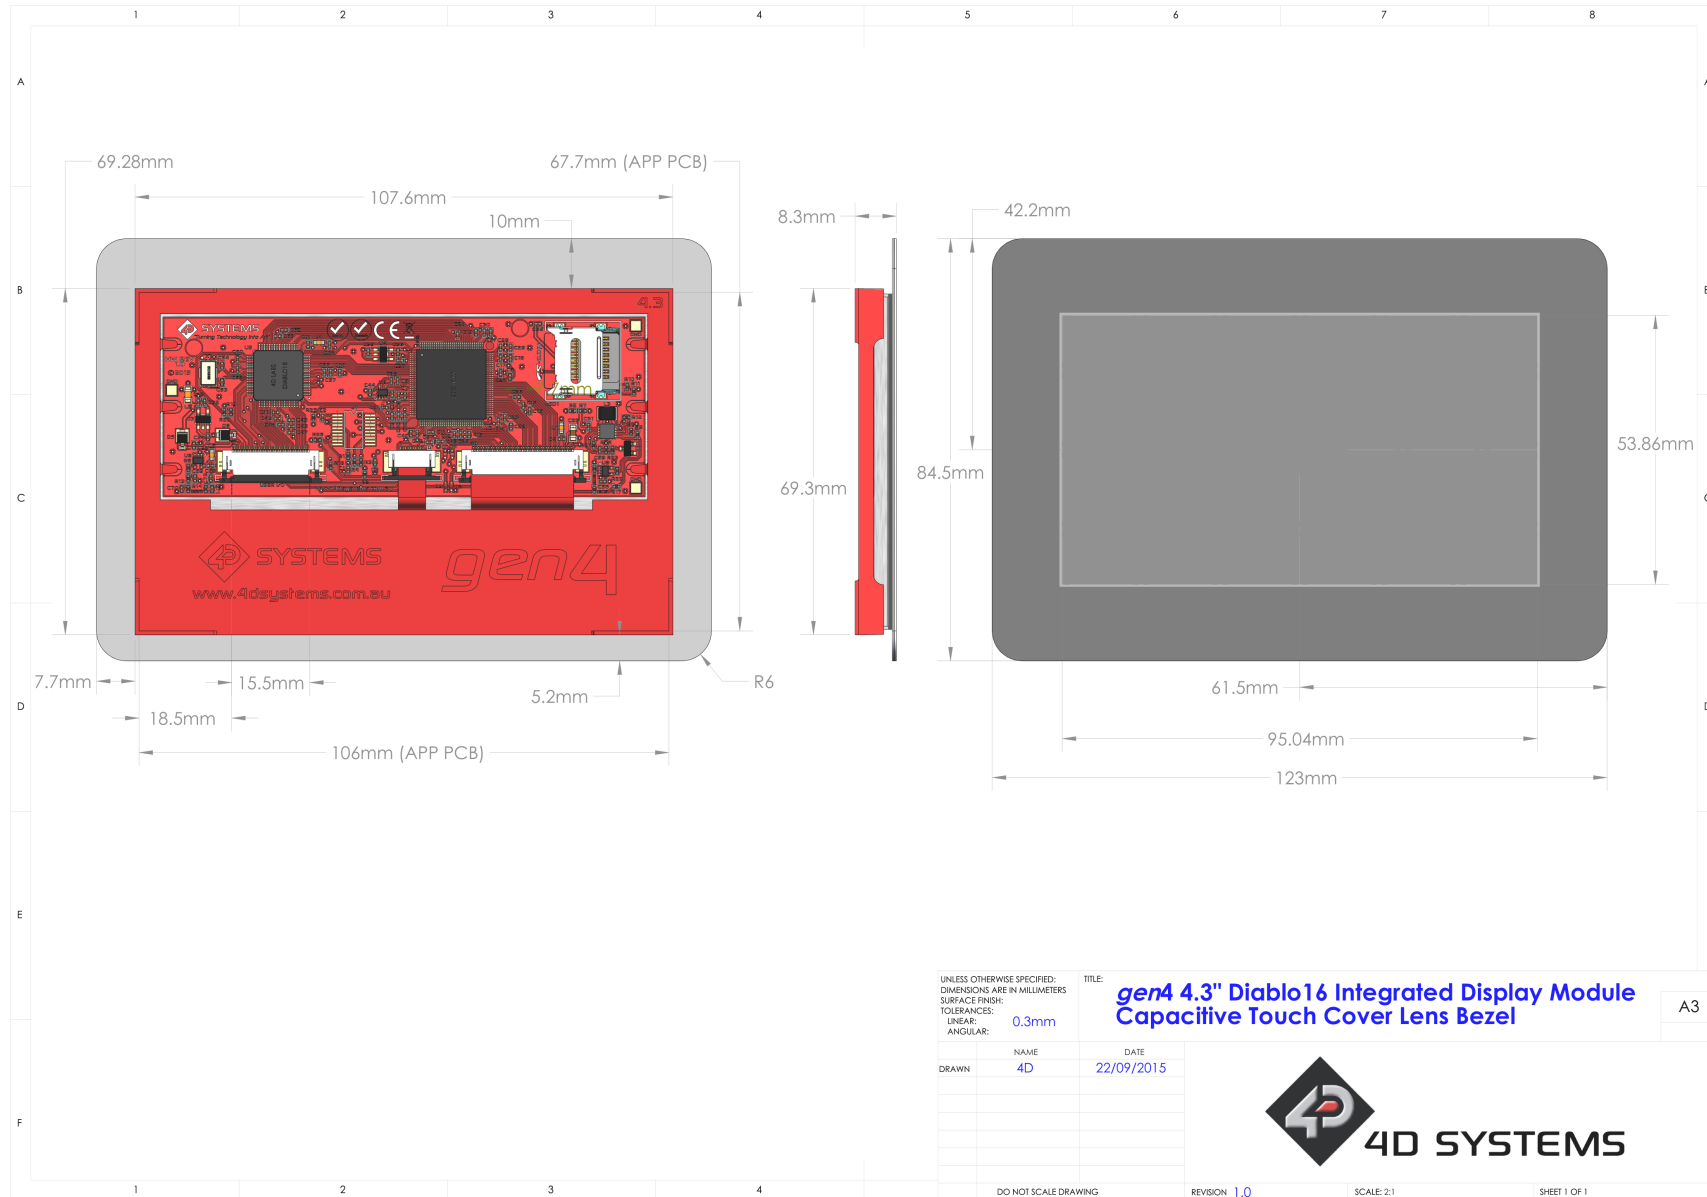 1 2 3 4 5 6 7 8
A
B
C
D
E
F
69.28mm
67.7mm (APP PCB)
107.6mm
10mm
8.3mm
42.2mm
4.3
4D SYSTEMS
CE
DIABLO16
69.3mm
84.5mm
53.86mm
4D SYSTEMS
gen4
www.4dsystems.com.au
7.7mm
15.5mm
18.5mm
5.2mm
R6
106mm (APP PCB)
61.5mm
95.04mm
123mm
UNLESS OTHERWISE SPECIFIED:
DIMENSIONS ARE IN MILLIMETERS
SURFACE FINISH:
TOLERANCES:
LINEAR: 0.3mm
ANGULAR:
TITLE:
gen4 4.3" Diablo16 Integrated Display Module
Capacitive Touch Cover Lens Bezel
A3
NAME DATE
DRAWN 4D 22/09/2015
4D SYSTEMS
DO NOT SCALE DRAWING
REVISION 1.0
SCALE: 2:1
SHEET 1 OF 1
1 2 3 4